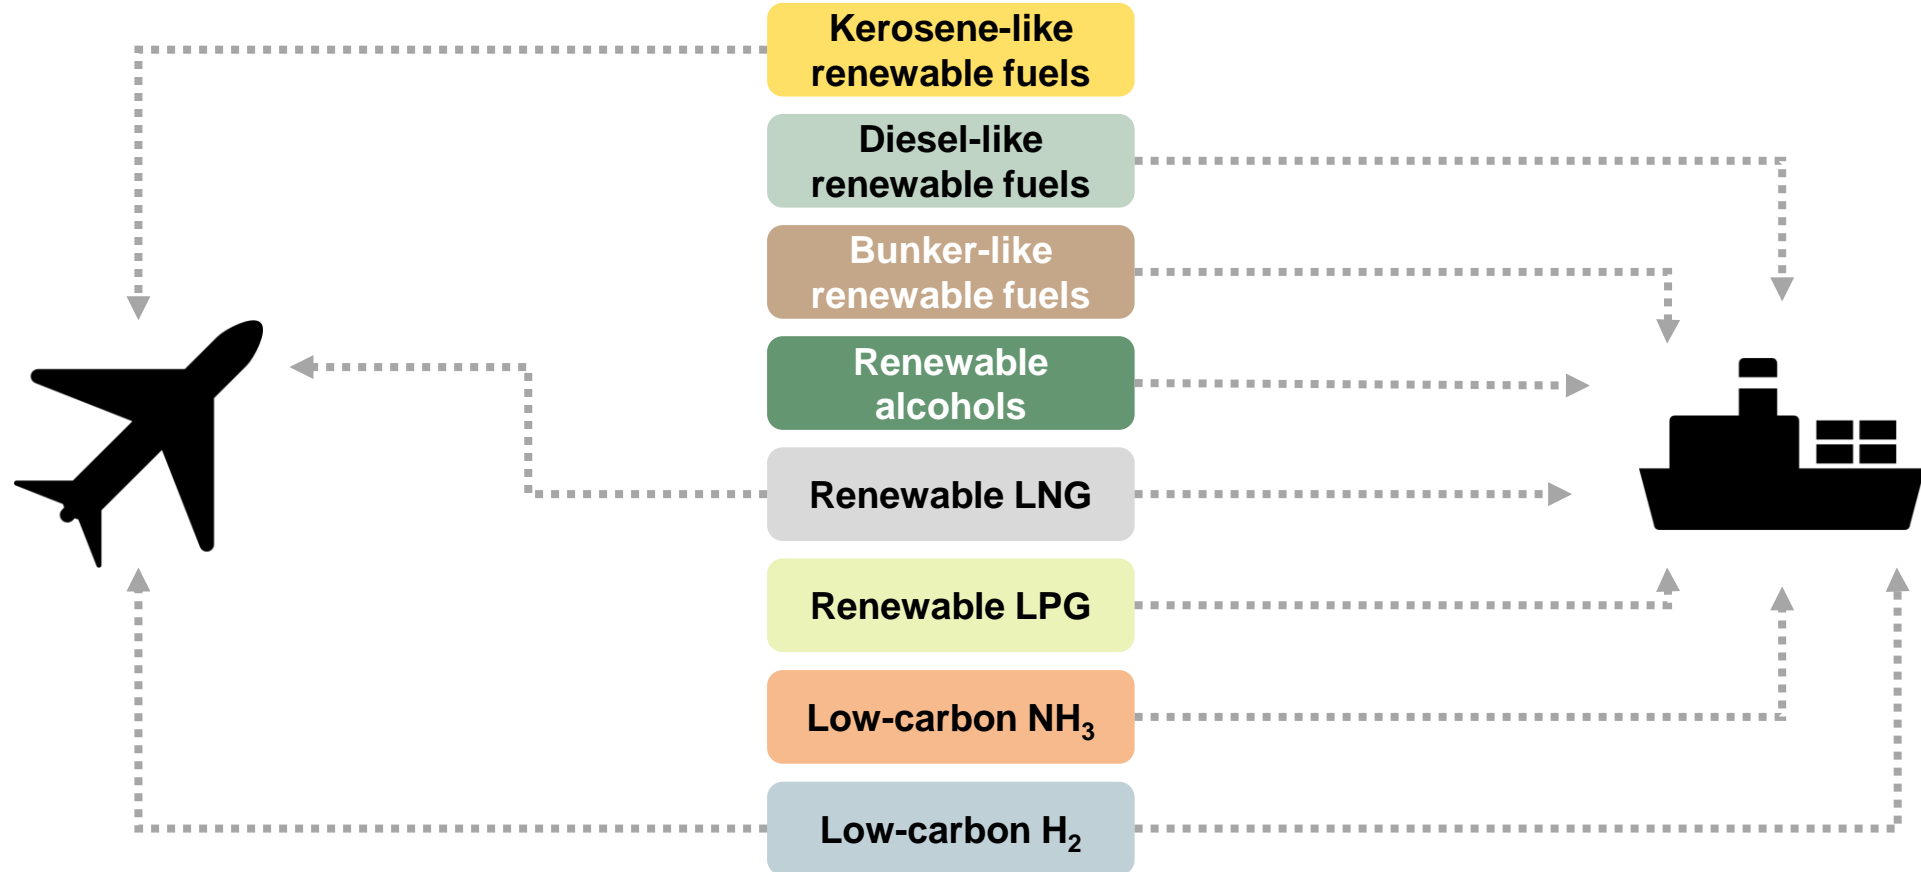 Kerosene-like
renewable fuels
Diesel-like
renewable fuels
Bunker-like
renewable fuels
Renewable
alcohols
Renewable LNG
Renewable LPG
Low-carbon NH₃
Low-carbon H₂